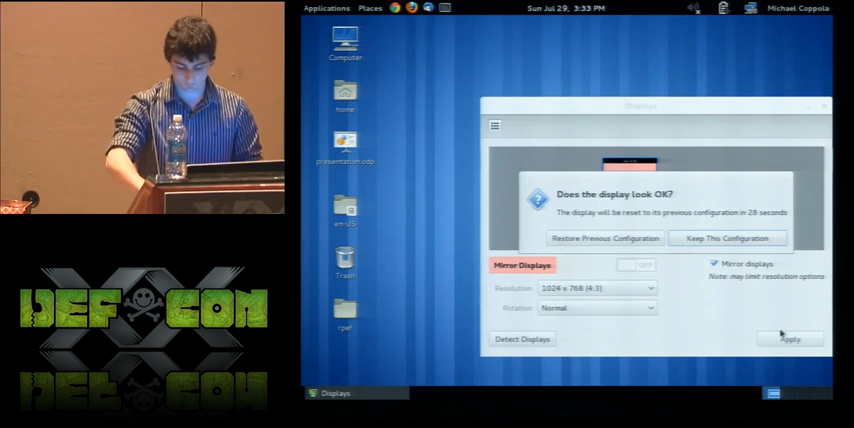 Applications Places
Sun Jul 29, 3:33 PM
Michael Coppola
Computer
home
presentation.odp
en-US
Trash
rpef
Displays
Does the display look OK?
The display will be reset to its previous configuration in 28 seconds
Restore Previous Configuration
Keep This Configuration
Mirror Displays
OFF
Mirror displays
Note: may limit resolution options
Resolution
1024 x 768 (4:3)
Rotation
Normal
Detect Displays
Apply
Displays
DEF CON
XX